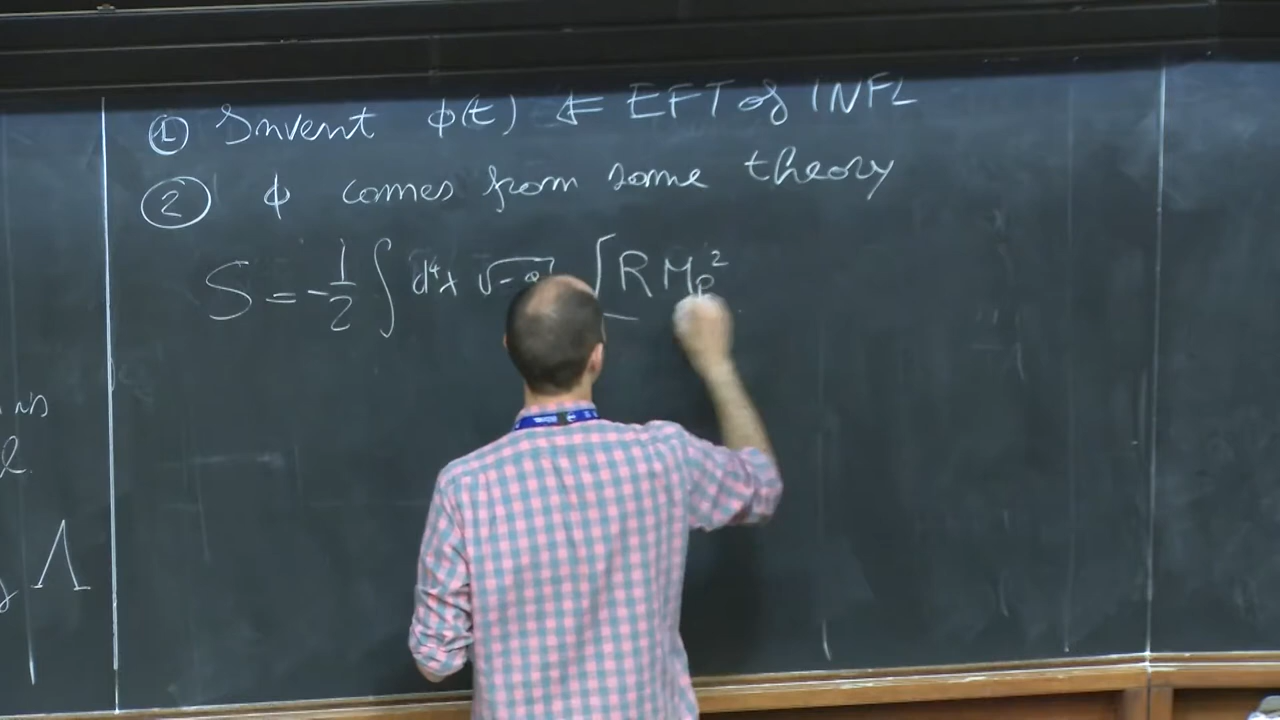 ① Invent ϕ(t) ⇐ EFT of INFL
② ϕ comes from some theory
S = -1/2 ∫ d⁴x √-g [R Mp²
Λ